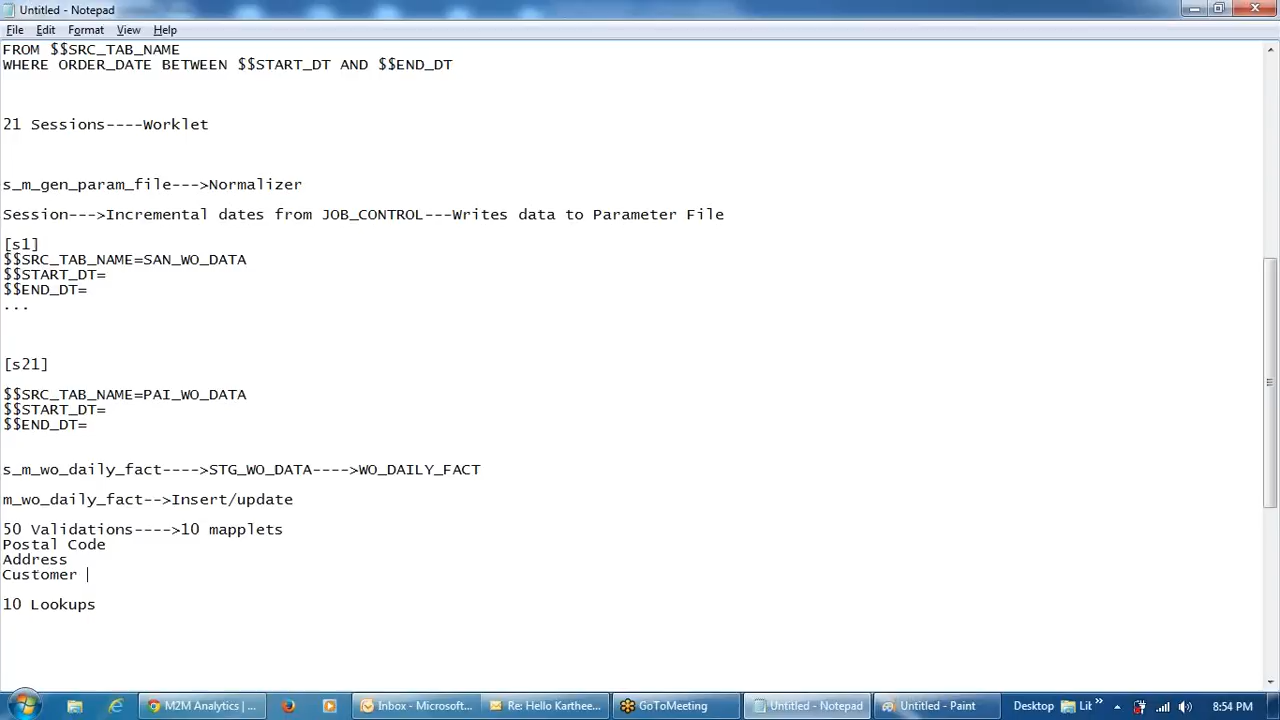 Untitled - Notepad
File Edit Format View Help
FROM $$SRC_TAB_NAME
WHERE ORDER_DATE BETWEEN $$START_DT AND $$END_DT
21 Sessions----Worklet
s_m_gen_param_file--->Normalizer
Session--->Incremental dates from JOB_CONTROL---Writes data to Parameter File
[s1]
$$SRC_TAB_NAME=SAN_WO_DATA
$$START_DT=
$$END_DT=
...
[s21]
$$SRC_TAB_NAME=PAI_WO_DATA
$$START_DT=
$$END_DT=
s_m_wo_daily_fact---->STG_WO_DATA---->WO_DAILY_FACT
m_wo_daily_fact-->Insert/update
50 Validations---->10 mapplets
Postal Code
Address
Customer
10 Lookups
M2M Analytics | ... Inbox - Microsoft... Re: Hello Karthee... GoToMeeting Untitled - Notepad Untitled - Paint Desktop Lit » 8:54 PM